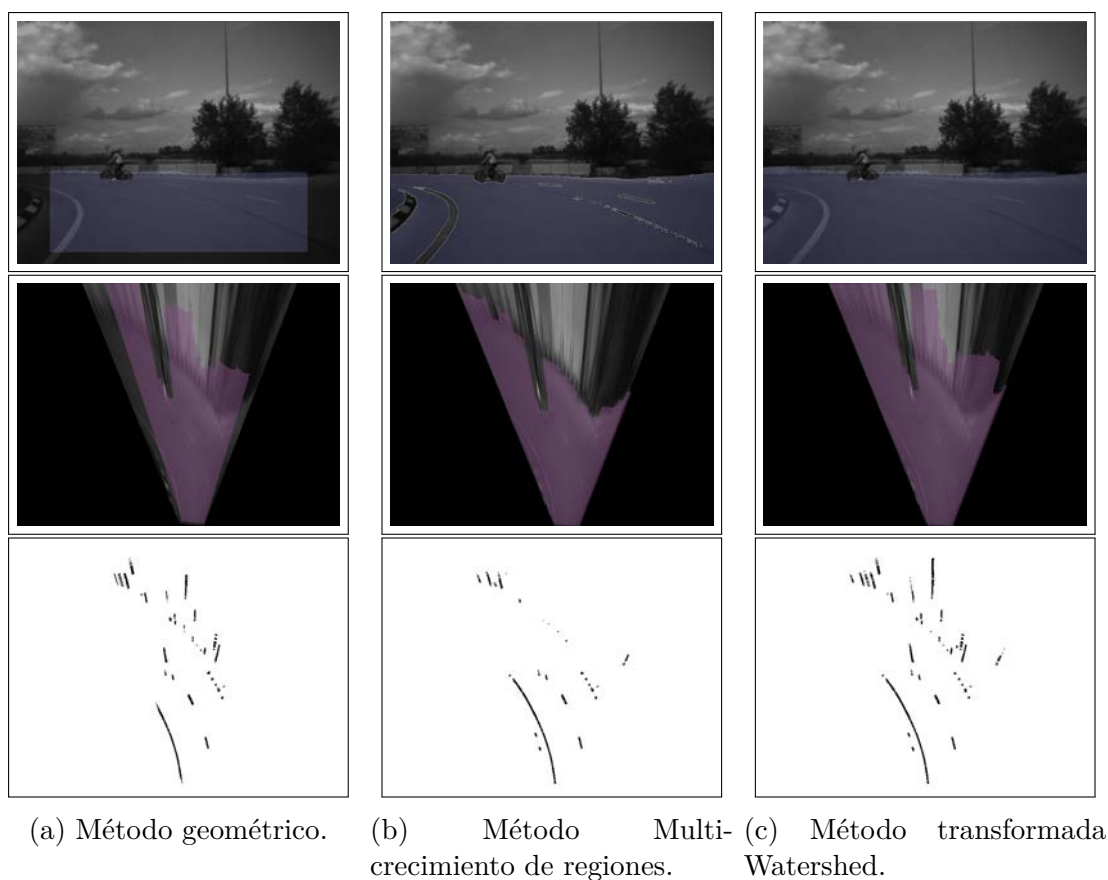 (a) Método geométrico.
(b) Método Multi-
crecimiento de regiones.
(c) Método transformada
Watershed.